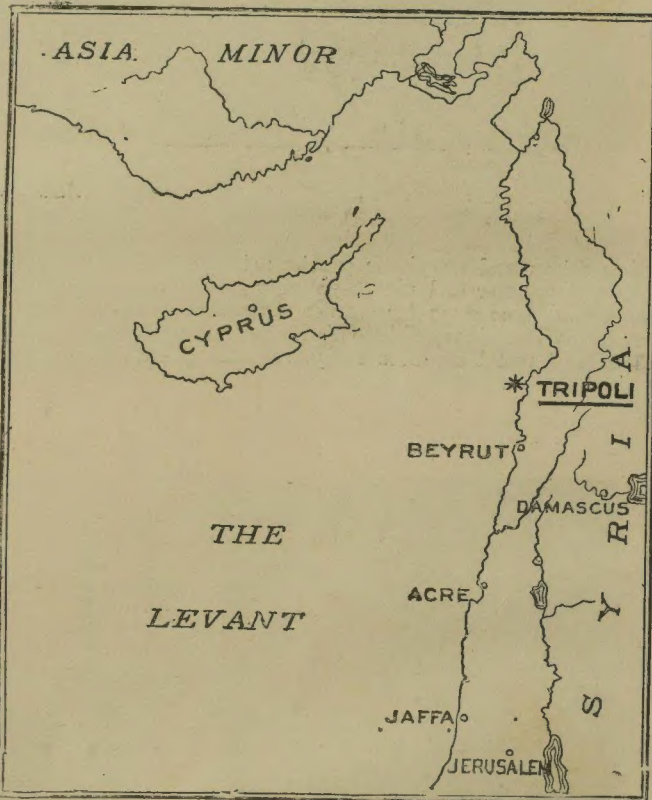 ASIA MINOR
CYPRUS
TRIPOLI
BEYRUT
DAMASCUS
THE
LEVANT
ACRE
JAFFA
JERUSALEM
SYRIA